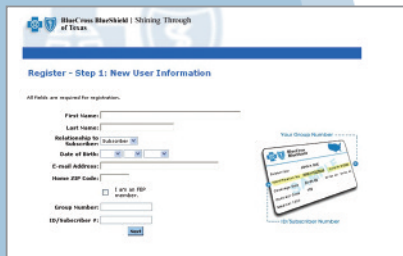 BlueCross BlueShield | Shining Through
of Texas
Register - Step 1: New User Information
All fields are required for registration.
First Name:
Last Name:
Relationship to
Subscriber: Subscriber
Date of Birth:
E-mail Address:
Home ZIP Code:
I am an FEP
member.
Group Number:
ID/Subscriber #:
Next
Your Group Number
BlueCross
BlueShield
ID/Subscriber Number